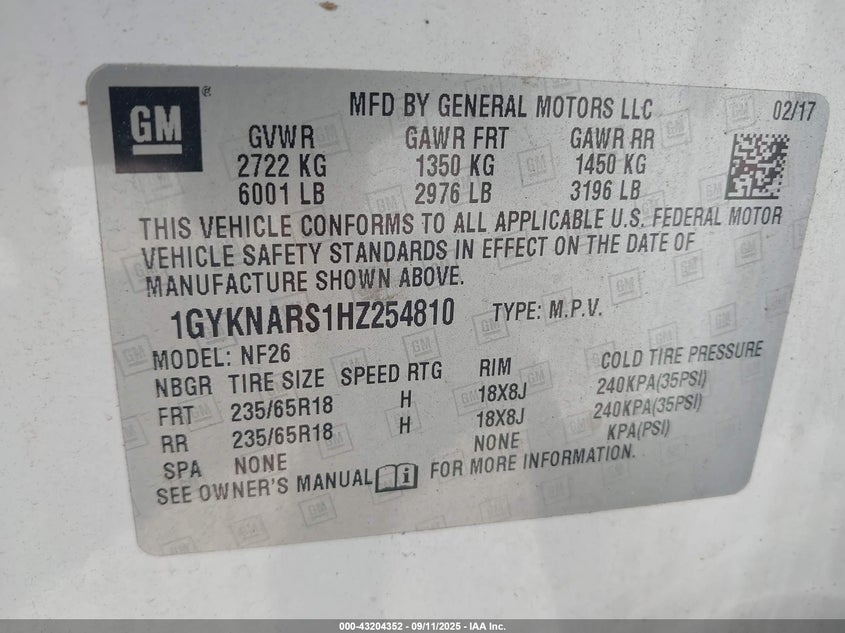 GM®
MFD BY GENERAL MOTORS LLC 02/17
GVWR GAWR FRT GAWR RR
2722 KG 1350 KG 1450 KG
6001 LB 2976 LB 3196 LB
THIS VEHICLE CONFORMS TO ALL APPLICABLE U.S. FEDERAL MOTOR
VEHICLE SAFETY STANDARDS IN EFFECT ON THE DATE OF
MANUFACTURE SHOWN ABOVE.
1GYKNARS1HZ254810 TYPE: M.P.V.
MODEL: NF26
NBGR TIRE SIZE SPEED RTG RIM COLD TIRE PRESSURE
FRT 235/65R18 H 18X8J 240KPA(35PSI)
RR 235/65R18 H 18X8J 240KPA(35PSI)
SPA NONE NONE KPA(PSI)
SEE OWNER'S MANUAL i FOR MORE INFORMATION.
000-43204352 - 09/11/2025 - IAA Inc.